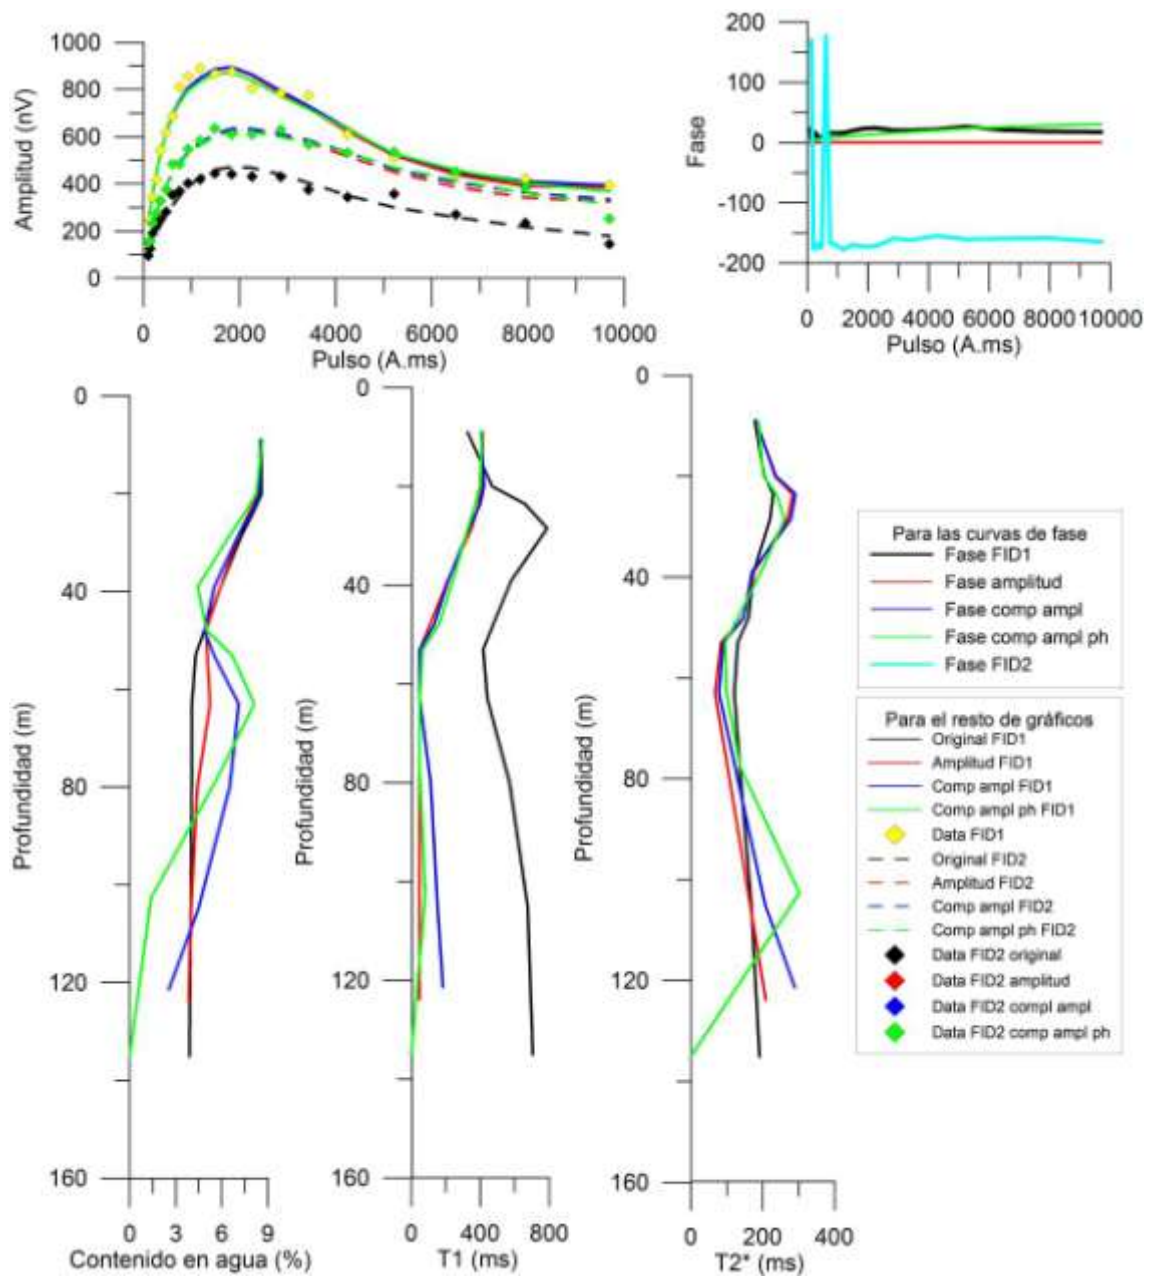 1000
800
600
400
200
0
Amplitud (nV)
0 2000 4000 6000 8000 10000
Pulso (A.ms)
200
100
0
-100
-200
Fase
0 2000 4000 6000 8000 10000
Pulso (A.ms)
0
40
80
120
160
Profundidad (m)
0 3 6 9
Contenido en agua (%)
0
40
80
120
160
Profundidad (m)
0 400 800
T1 (ms)
0
40
80
120
160
Profundidad (m)
0 200 400
T2* (ms)
Para las curvas de fase
Fase FID1
Fase amplitud
Fase comp ampl
Fase comp ampl ph
Fase FID2
Para el resto de gráficos
Original FID1
Amplitud FID1
Comp ampl FID1
Comp ampl ph FID1
Data FID1
Original FID2
Amplitud FID2
Comp ampl FID2
Comp ampl ph FID2
Data FID2 original
Data FID2 amplitud
Data FID2 compl ampl
Data FID2 comp ampl ph